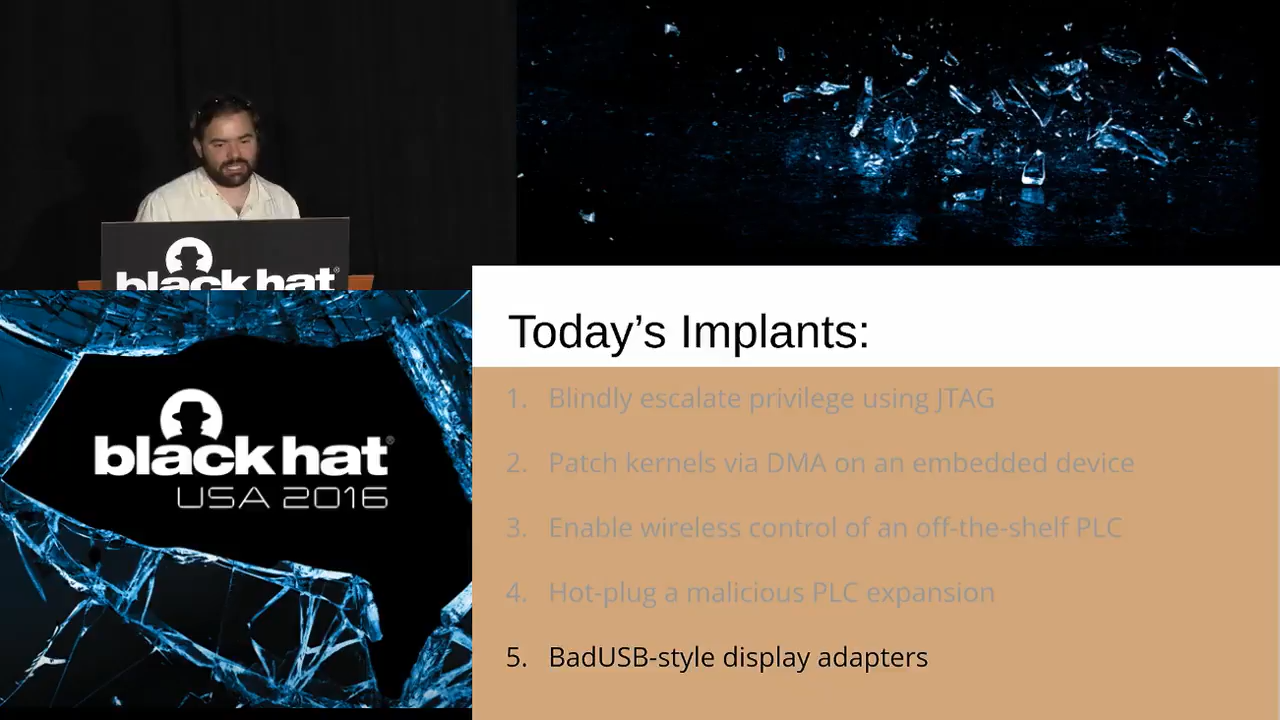 black hat®
Today's Implants:
1. Blindly escalate privilege using JTAG
2. Patch kernels via DMA on an embedded device
3. Enable wireless control of an off-the-shelf PLC
4. Hot-plug a malicious PLC expansion
5. BadUSB-style display adapters
black hat®
USA 2016